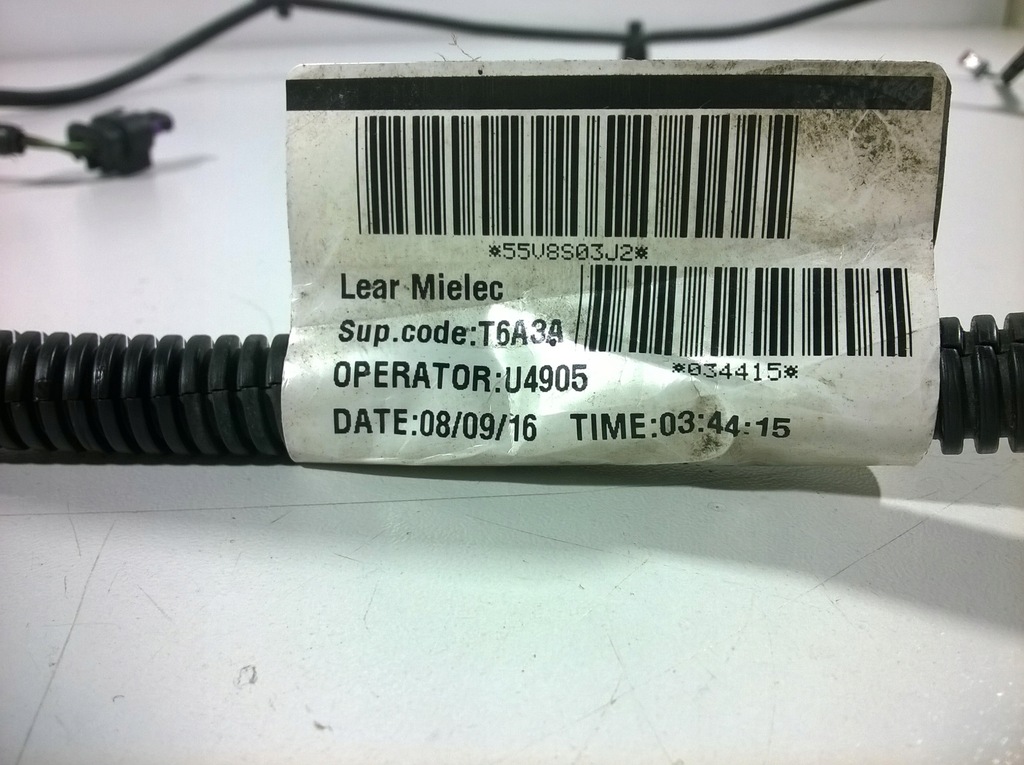 *55V8S03J2*
Lear Mielec
Sup.code:T6A3A
*034415*
OPERATOR:U4905
DATE:08/09/16 TIME:03:44:15